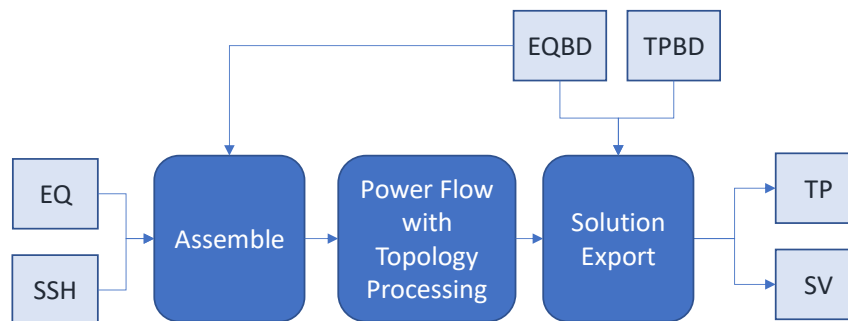 EQBD
TPBD
EQ
SSH
Assemble
Power Flow
with
Topology
Processing
Solution
Export
TP
SV